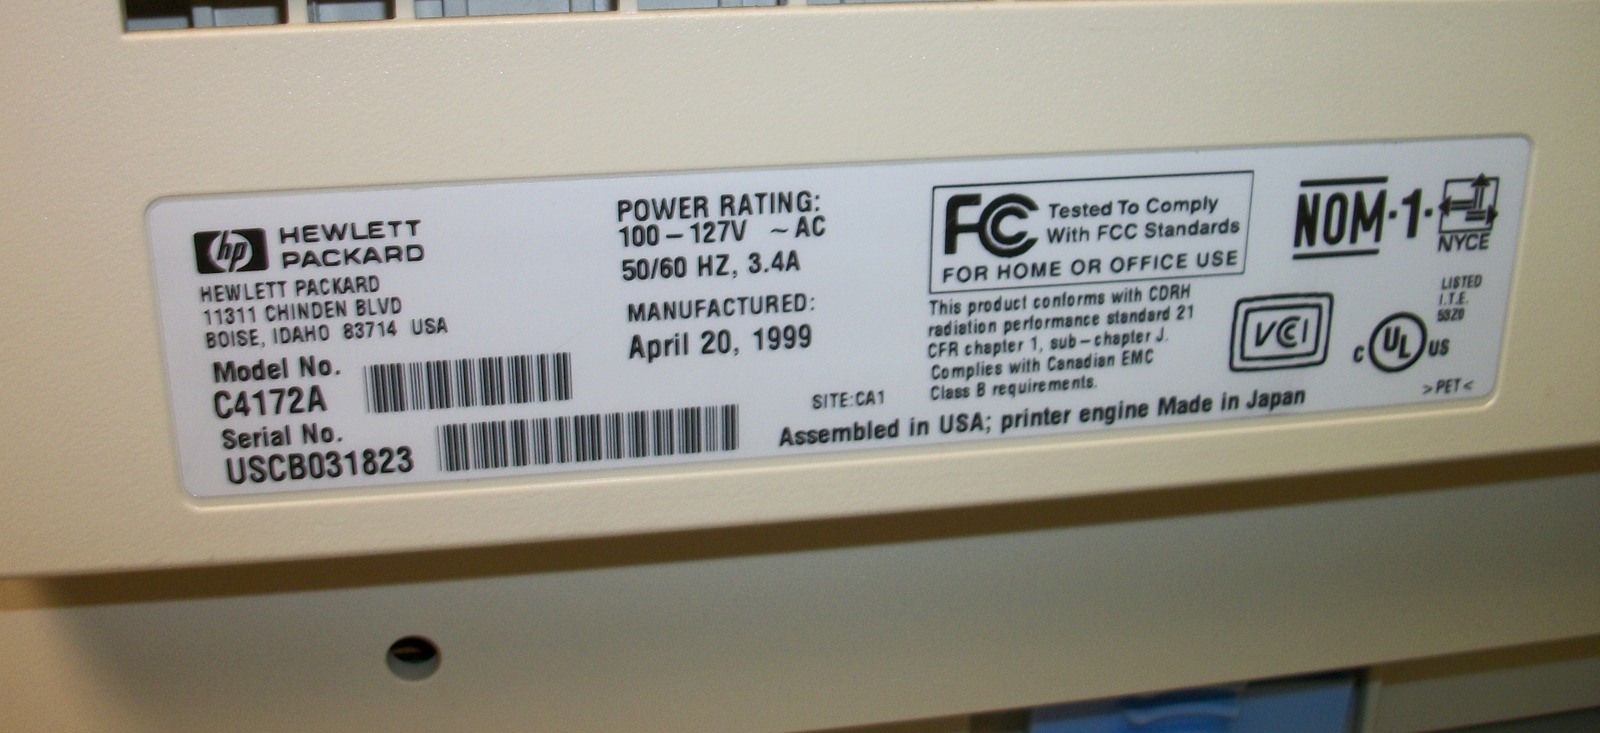 hp HEWLETT
PACKARD
HEWLETT PACKARD
11311 CHINDEN BLVD
BOISE, IDAHO 83714 USA
Model No.
C4172A
Serial No.
USCB031823
POWER RATING:
100 – 127V ~ AC
50/60 HZ, 3.4A
MANUFACTURED:
April 20, 1999
SITE:CA1
FC Tested To Comply
With FCC Standards
FOR HOME OR OFFICE USE
This product conforms with CDRH
radiation performance standard 21
CFR chapter 1, sub – chapter J.
Complies with Canadian EMC
Class B requirements.
Assembled in USA; printer engine Made in Japan
NOM-1-
NYCE
VCCI
LISTED
I.T.E.
5320
C UL US
>PET<